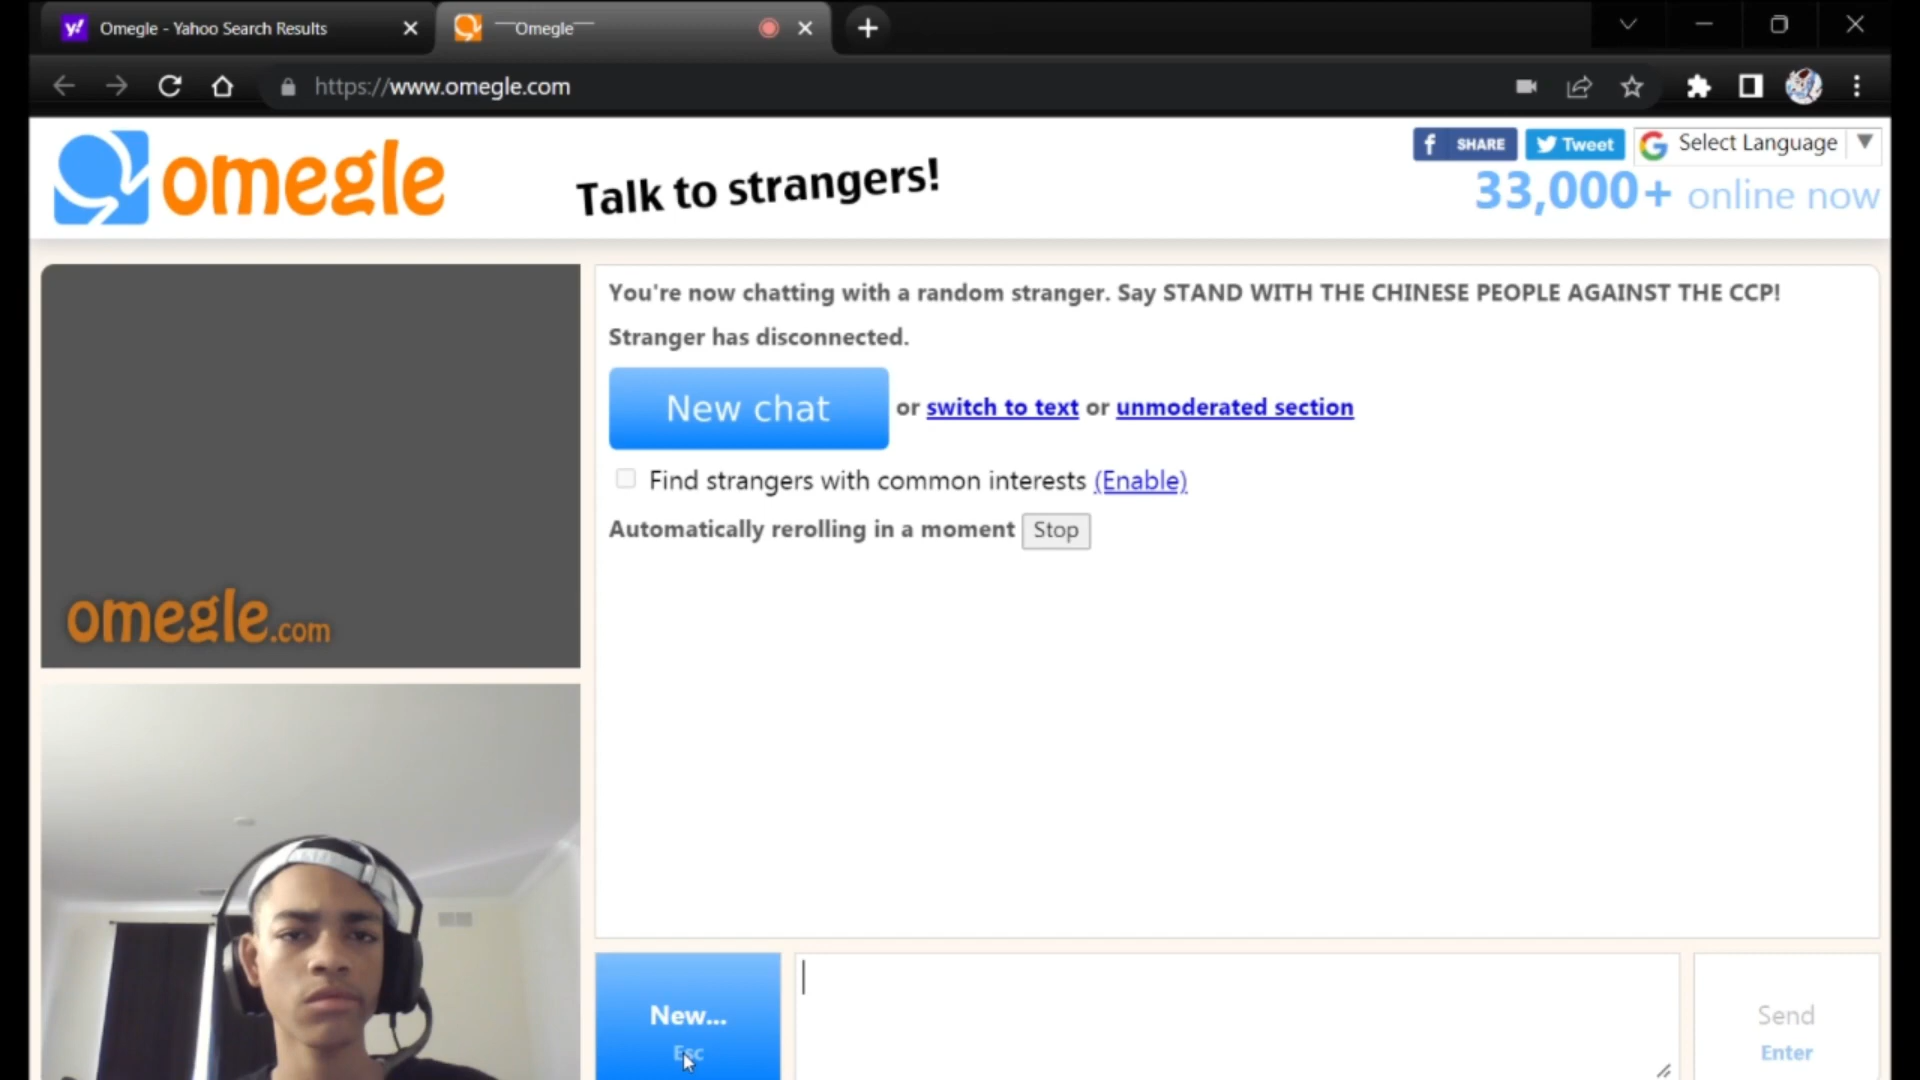 Omegle - Yahoo Search Results
Omegle
https://www.omegle.com
omegle
Talk to strangers!
f SHARE
Tweet
G Select Language ▼
33,000+ online now
You're now chatting with a random stranger. Say STAND WITH THE CHINESE PEOPLE AGAINST THE CCP!
Stranger has disconnected.
New chat or switch to text or unmoderated section
Find strangers with common interests (Enable)
Automatically rerolling in a moment Stop
omegle.com
New...
Esc
Send
Enter